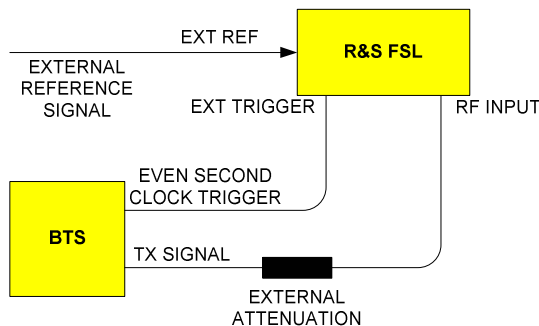 EXT REF
R&S FSL
EXTERNAL
REFERENCE
SIGNAL
EXT TRIGGER
RF INPUT
EVEN SECOND
CLOCK TRIGGER
BTS
TX SIGNAL
EXTERNAL
ATTENUATION